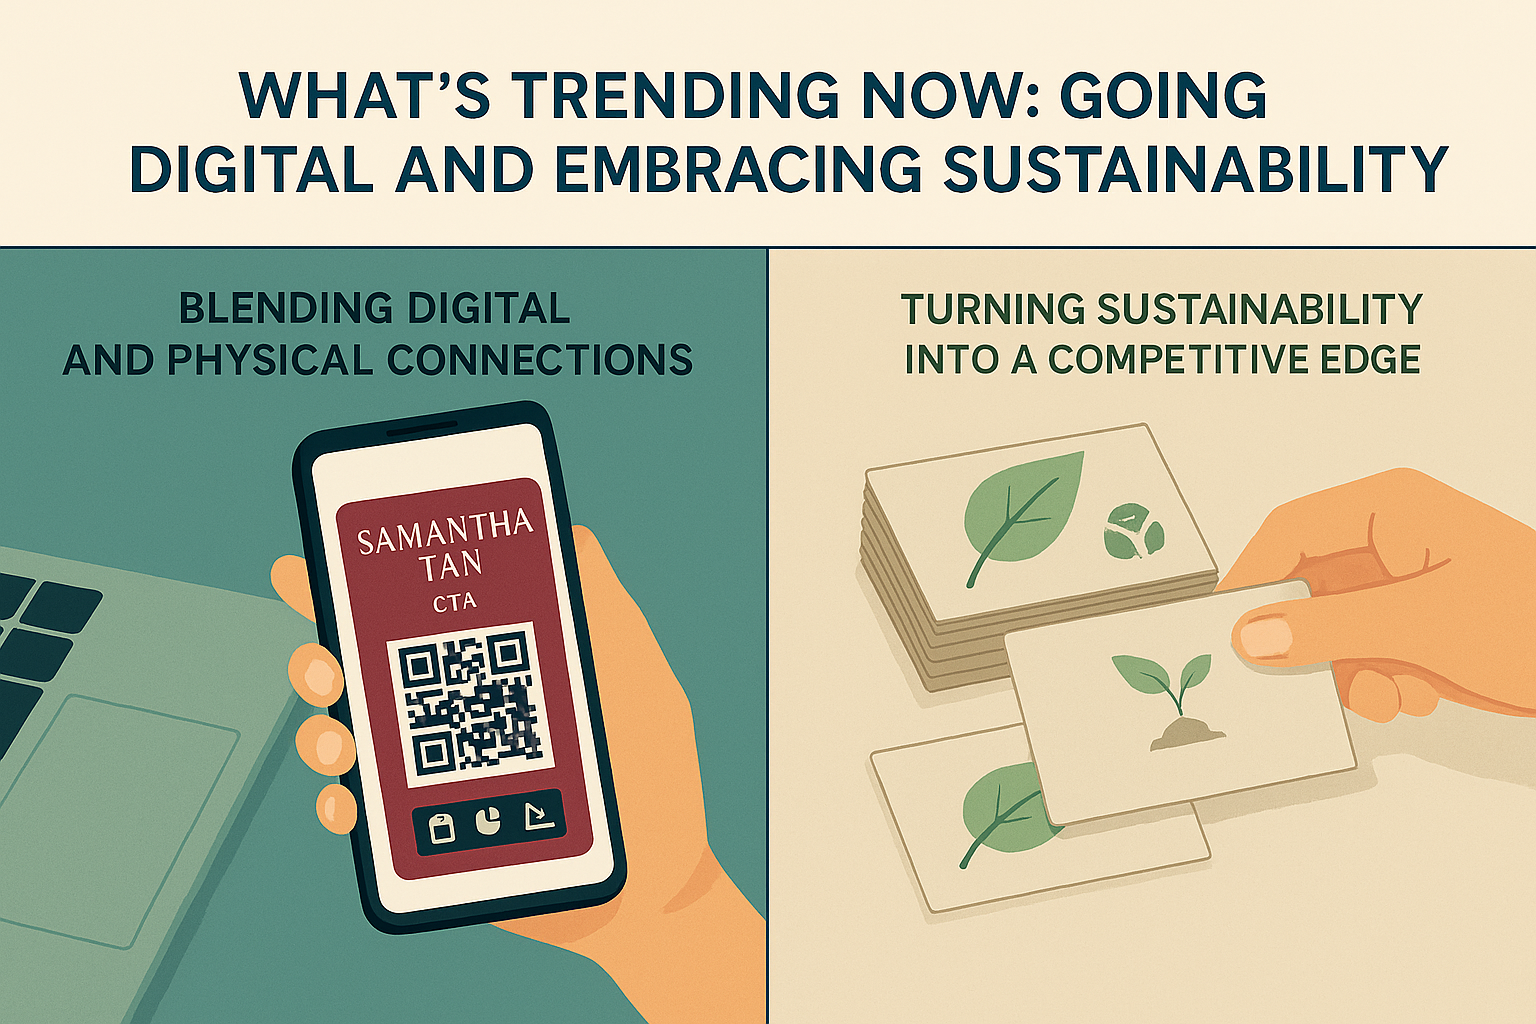 WHAT’S TRENDING NOW: GOING
DIGITAL AND EMBRACING SUSTAINABILITY
BLENDING DIGITAL
AND PHYSICAL CONNECTIONS
SAMANTHA
TAN
CTA
TURNING SUSTAINABILITY
INTO A COMPETITIVE EDGE